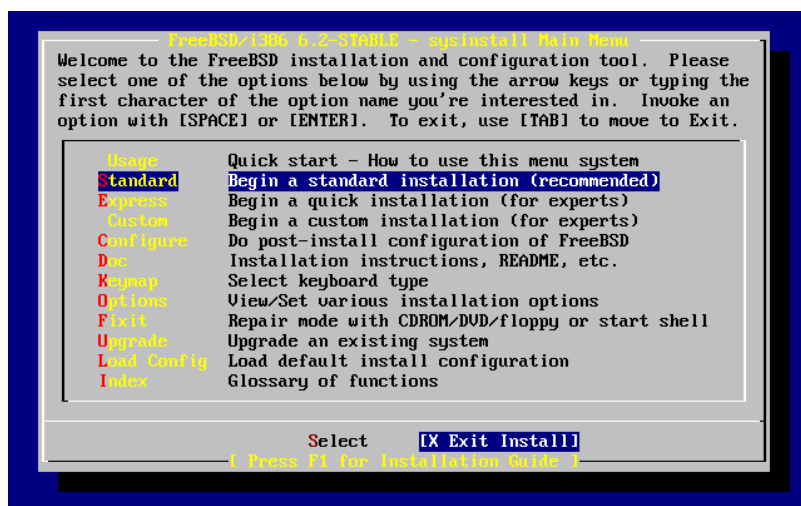 FreeBSD/i386 6.2-STABLE - sysinstall Main Menu
Welcome to the FreeBSD installation and configuration tool.  Please
select one of the options below by using the arrow keys or typing the
first character of the option name you're interested in.  Invoke an
option with [SPACE] or [ENTER].  To exit, use [TAB] to move to Exit.
Usage Quick start - How to use this menu system
Standard Begin a standard installation (recommended)
Express Begin a quick installation (for experts)
Custom Begin a custom installation (for experts)
Configure Do post-install configuration of FreeBSD
Doc Installation instructions, README, etc.
Keymap Select keyboard type
Options View/Set various installation options
Fixit Repair mode with CDROM/DVD/floppy or start shell
Upgrade Upgrade an existing system
Load Config Load default install configuration
Index Glossary of functions
Select [X Exit Install]
[ Press F1 for Installation Guide ]